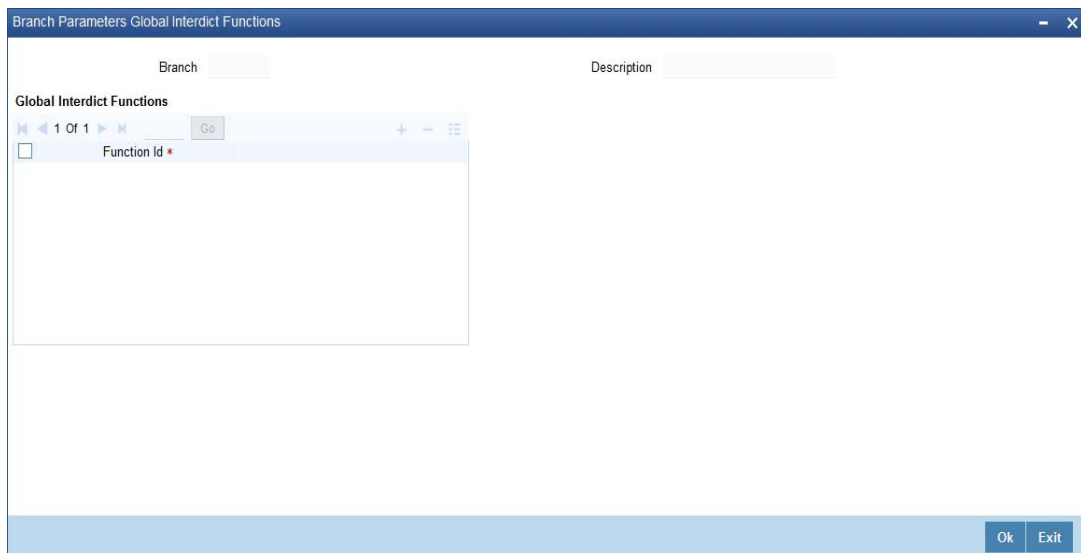 Branch Parameters Global Interdict Functions
Branch
Description
Global Interdict Functions
1 Of 1
Go
Function Id *
Ok
Exit